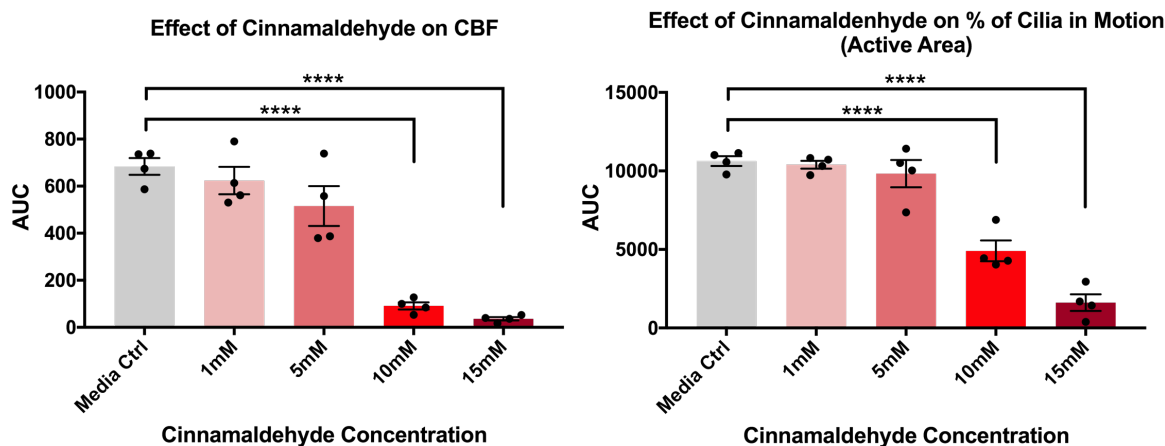 Effect of Cinnamaldehyde on CBF
****
****
1000
800
600
400
200
0
AUC
Media Ctrl
1mM
5mM
10mM
15mM
Cinnamaldehyde Concentration
Effect of Cinnamaldenhyde on % of Cilia in Motion
(Active Area)
****
****
15000
10000
5000
0
AUC
Media Ctrl
1mM
5mM
10mM
15mM
Cinnamaldehyde Concentration